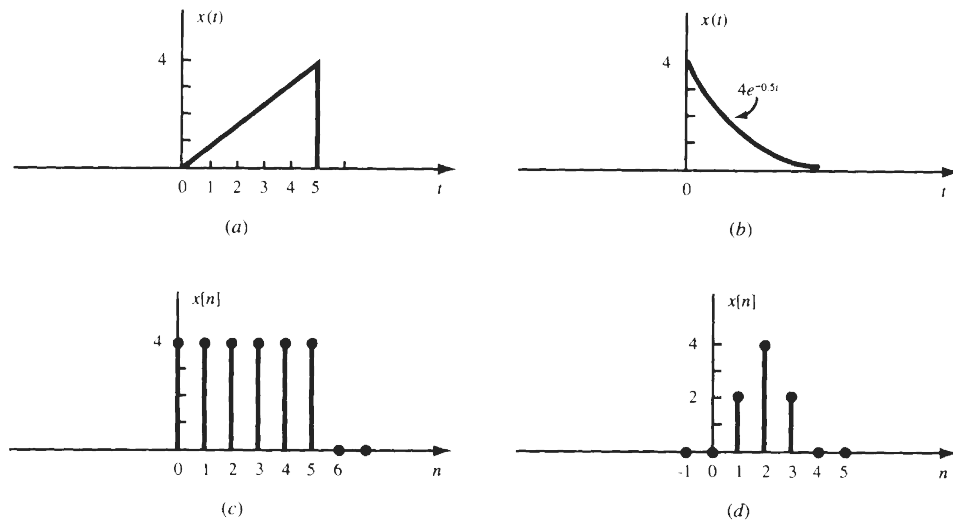 x(t)
4
0 1 2 3 4 5 t
(a)
x(t)
4
4e^{-0.5t}
0 t
(b)
x[n]
4
0 1 2 3 4 5 6 n
(c)
x[n]
4
2
-1 0 1 2 3 4 5 n
(d)